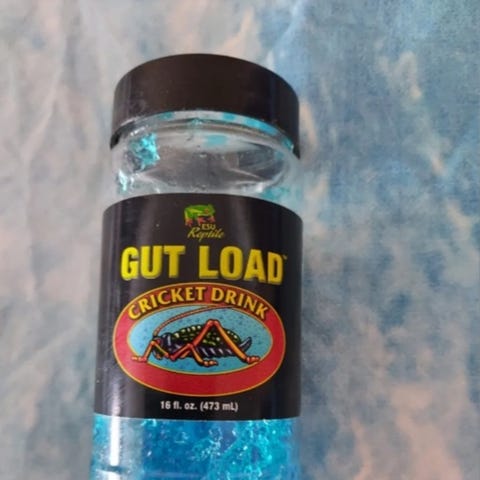 ESU
Reptile
GUT LOAD™
CRICKET DRINK
16 fl. oz. (473 mL)